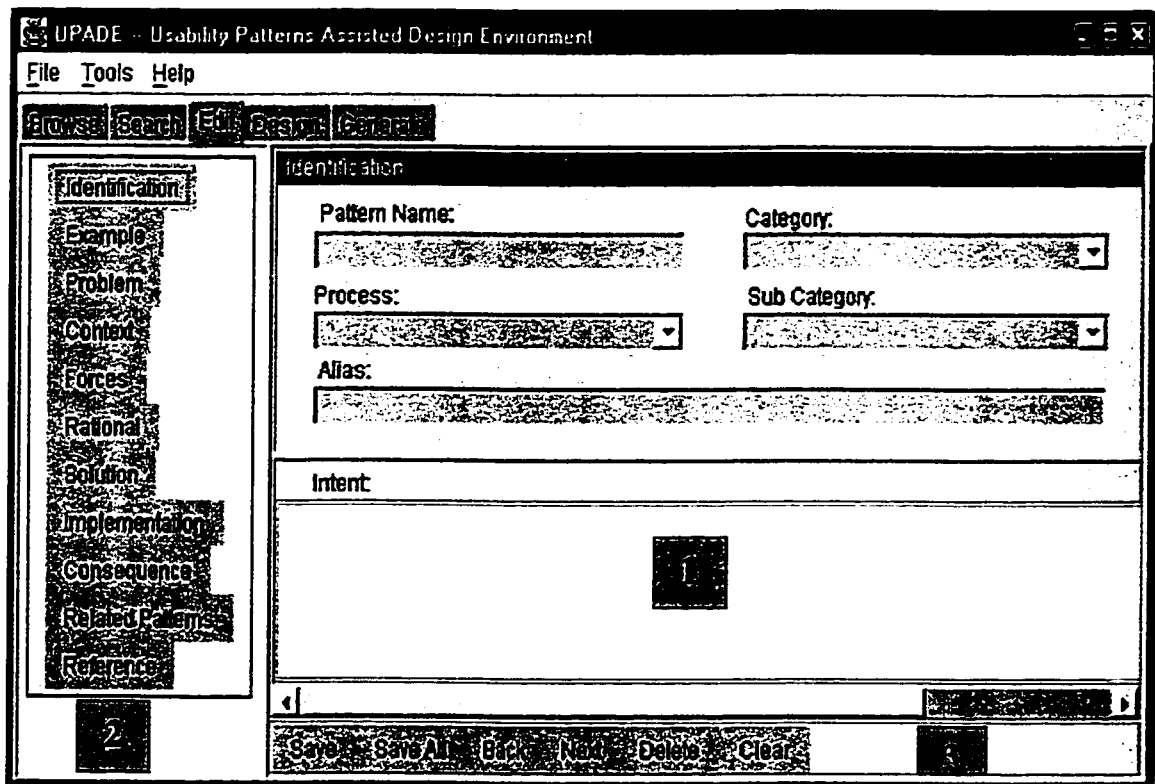 UPADE -- Usability Patterns Assisted Design Environment
File Tools Help
Browse Search Edit Design Generate
Identification
Example
Problem
Context
Forces
Rational
Solution
Implementation
Consequence
Related Patterns
Reference
2
Identification
Pattern Name:
Category:
Process:
Sub Category:
Alias:
Intent:
1
Save Save All Back Next Delete Clear
3